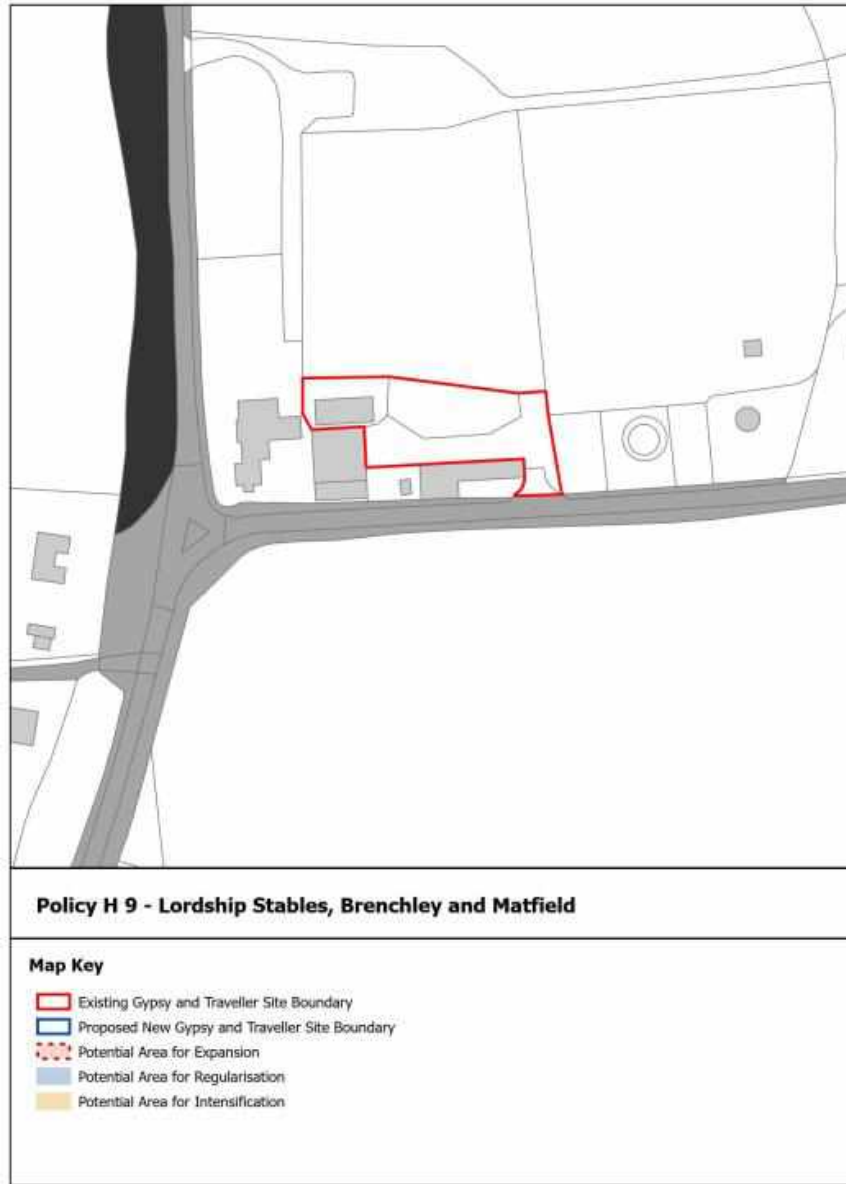 Policy H 9 - Lordship Stables, Brenchley and Matfield
Map Key
Existing Gypsy and Traveller Site Boundary
Proposed New Gypsy and Traveller Site Boundary
Potential Area for Expansion
Potential Area for Regularisation
Potential Area for Intensification